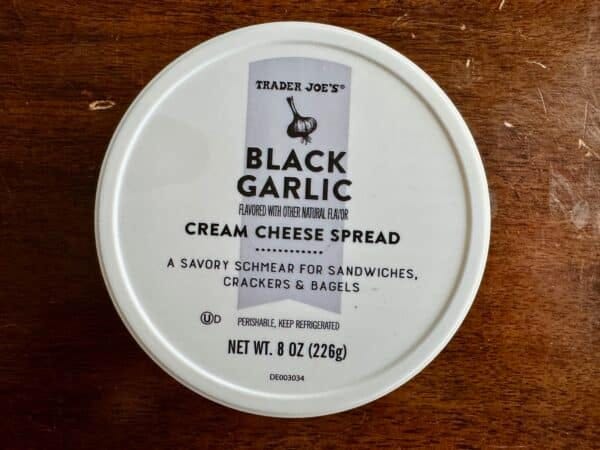 TRADER JOE'S®
BLACK
GARLIC
FLAVORED WITH OTHER NATURAL FLAVOR
CREAM CHEESE SPREAD
A SAVORY SCHMEAR FOR SANDWICHES,
CRACKERS & BAGELS
ⓊD PERISHABLE, KEEP REFRIGERATED
NET WT. 8 OZ (226g)
DE003034